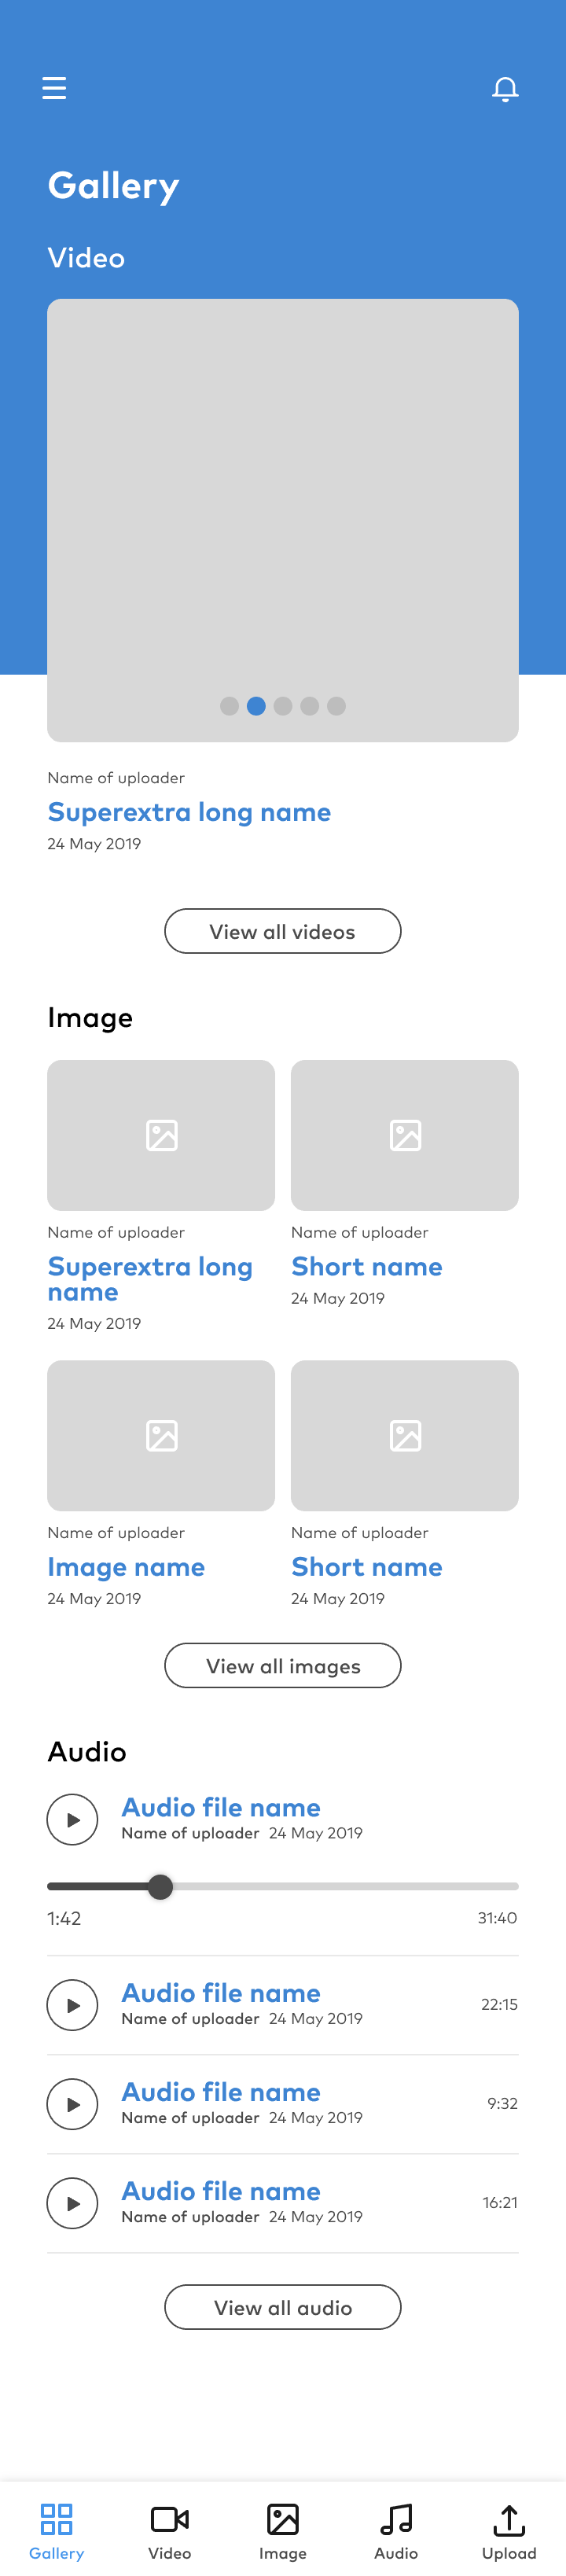 Gallery
Video
Name of uploader
Superextra long name
24 May 2019
View all videos
Image
Name of uploader
Superextra long
name
24 May 2019
Name of uploader
Short name
24 May 2019
Name of uploader
Image name
24 May 2019
Name of uploader
Short name
24 May 2019
View all images
Audio
Audio file name
Name of uploader 24 May 2019
1:42 31:40
Audio file name
Name of uploader 24 May 2019
22:15
Audio file name
Name of uploader 24 May 2019
9:32
Audio file name
Name of uploader 24 May 2019
16:21
View all audio
Gallery Video Image Audio Upload